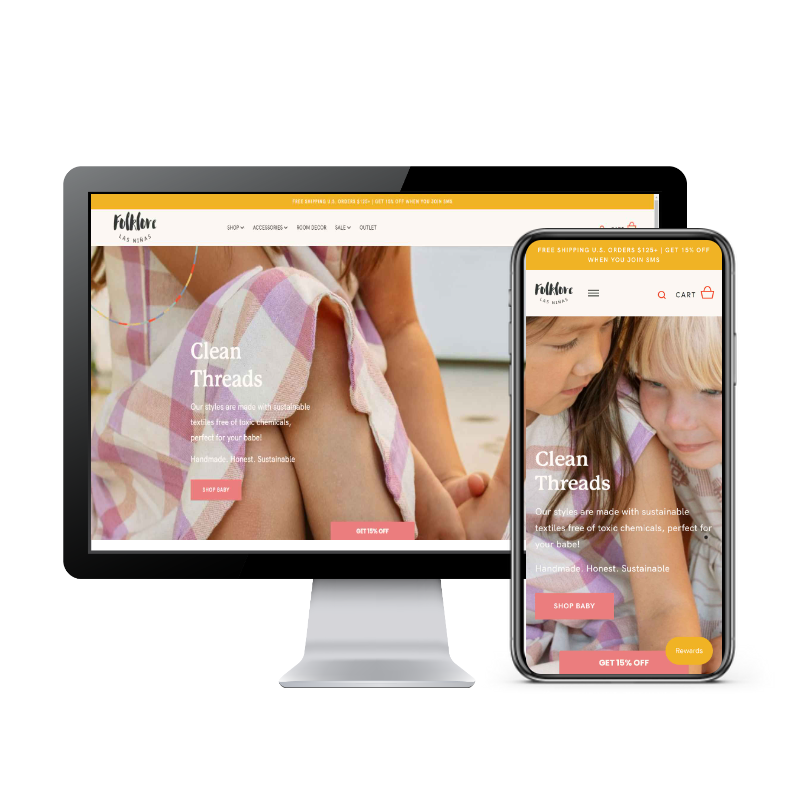 FREE SHIPPING U.S. ORDERS $125+ | GET 15% OFF WHEN YOU JOIN SMS
Folklore
LAS NINAS
SHOP ACCESSORIES ROOM DECOR SALE OUTLET
Clean
Threads
Our styles are made with sustainable
textiles free of toxic chemicals,
perfect for your babe!
Handmade. Honest. Sustainable
SHOP BABY
GET 15% OFF
FREE SHIPPING U.S. ORDERS $125+ | GET 15% OFF
WHEN YOU JOIN SMS
Folklore
LAS NINAS
CART
Clean
Threads
Our styles are made with sustainable
textiles free of toxic chemicals, perfect for
your babe!
Handmade. Honest. Sustainable
SHOP BABY
Rewards
GET 15% OFF